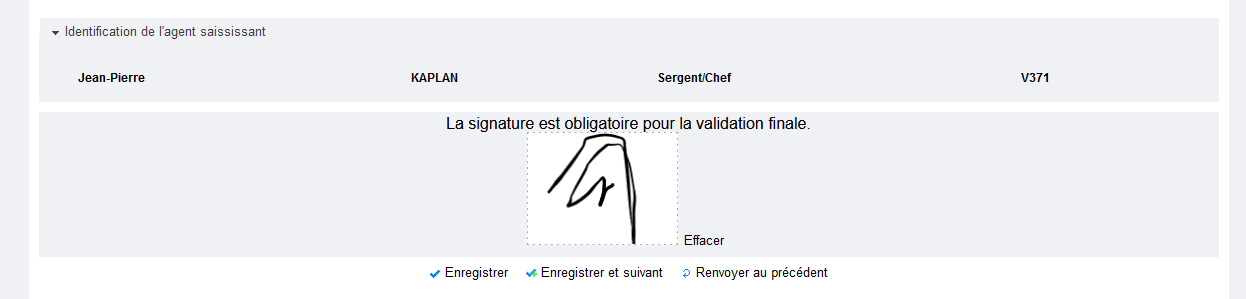 Identification de l'agent saississant
Jean-Pierre KAPLAN Sergent/Chef V371
La signature est obligatoire pour la validation finale.
Effacer
Enregistrer Enregistrer et suivant Renvoyer au précédent